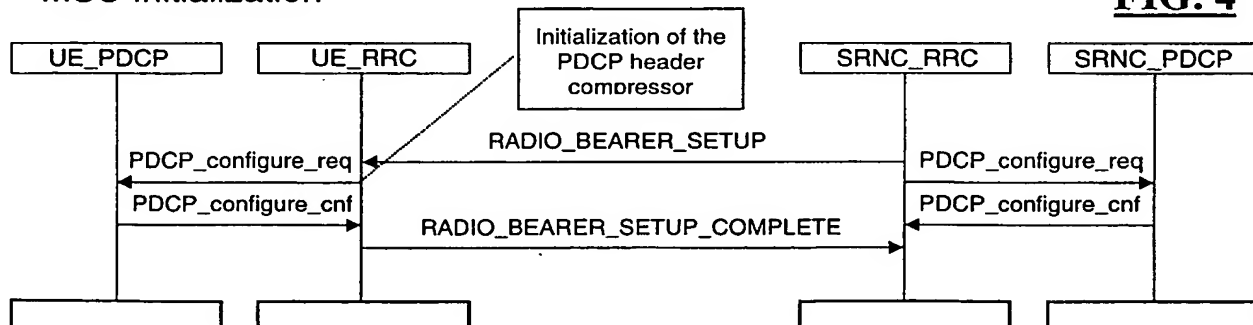 FIG. 4
UE_PDCP
UE_RRC
Initialization of the
PDCP header
compressor
SRNC_RRC
SRNC_PDCP
RADIO_BEARER_SETUP
PDCP_configure_req
PDCP_configure_req
PDCP_configure_cnf
PDCP_configure_cnf
RADIO_BEARER_SETUP_COMPLETE